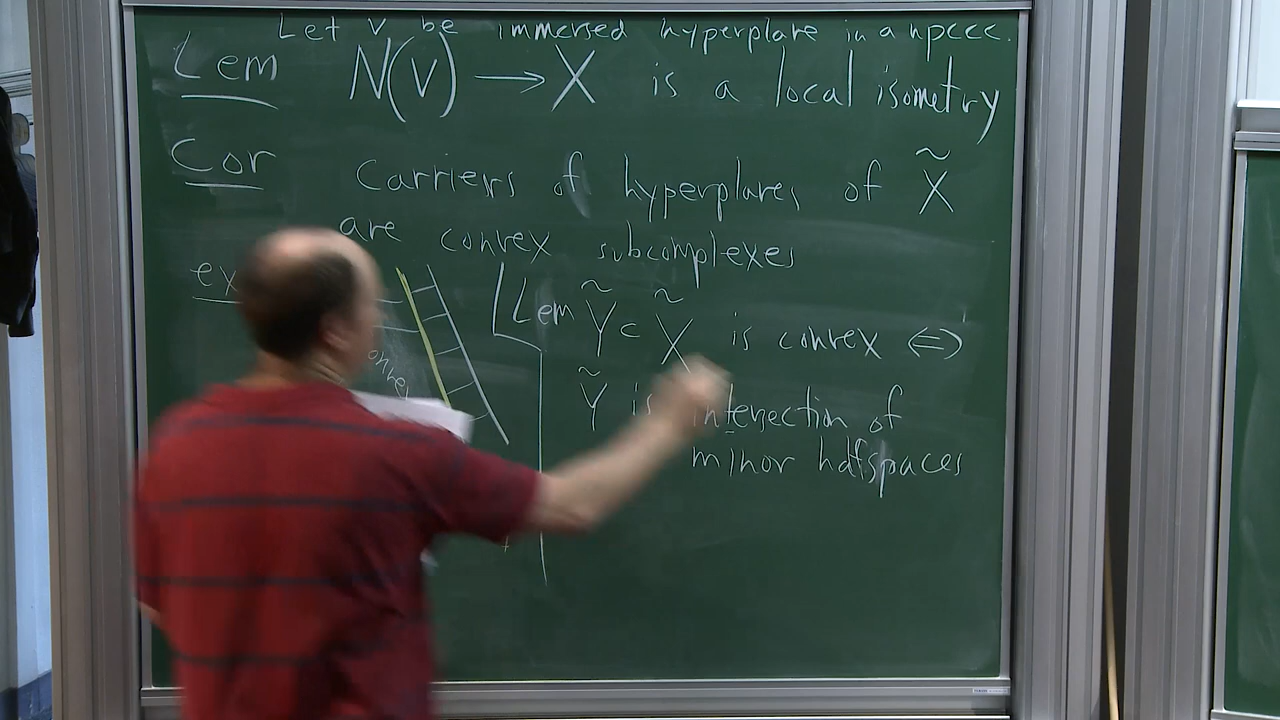 Let v be immersed hyperplane in a npccc.
Lem N(v) → X is a local isometry
Cor Carriers of hyperplanes of X̃
are convex subcomplexes
ex
Lem Ỹ ⊂ X̃ is convex ⇔
Ỹ is intersection of
minor halfspaces